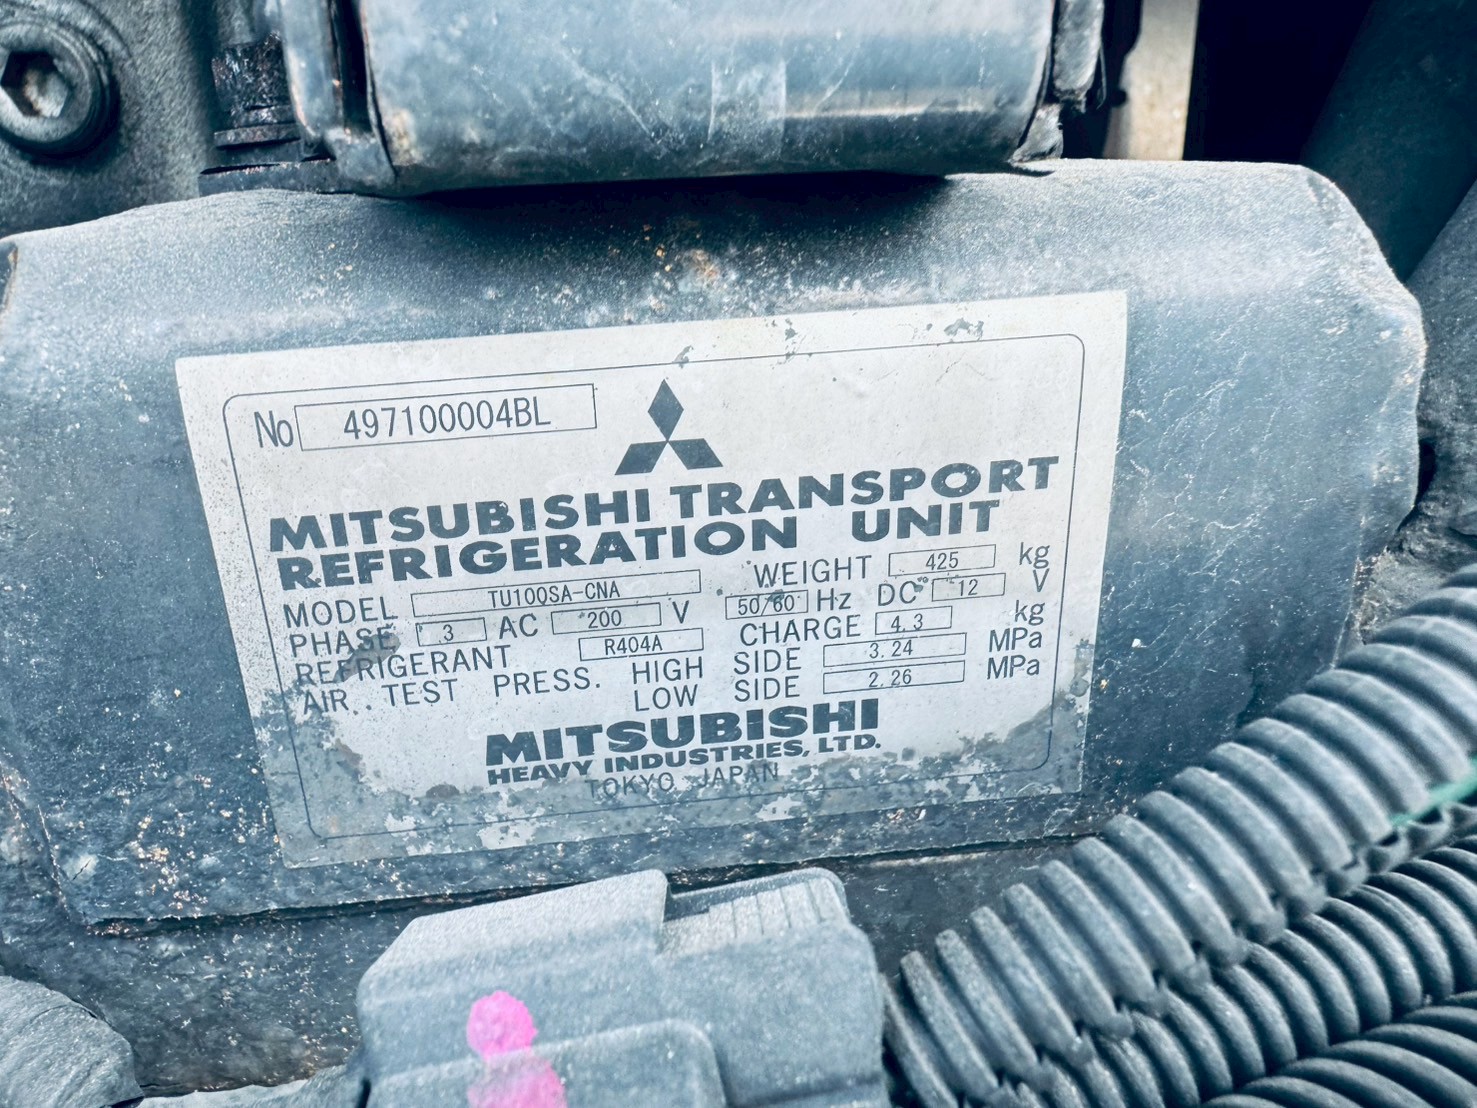 No 497100004BL
MITSUBISHI TRANSPORT
REFRIGERATION UNIT
MODEL TU100SA-CNA WEIGHT 425 kg
PHASE 3 AC 200 V 50/60 Hz DC 12 V
REFRIGERANT R404A CHARGE 4.3 kg
AIR. TEST PRESS. HIGH SIDE 3.24 MPa
LOW SIDE 2.26 MPa
MITSUBISHI
HEAVY INDUSTRIES, LTD.
TOKYO JAPAN